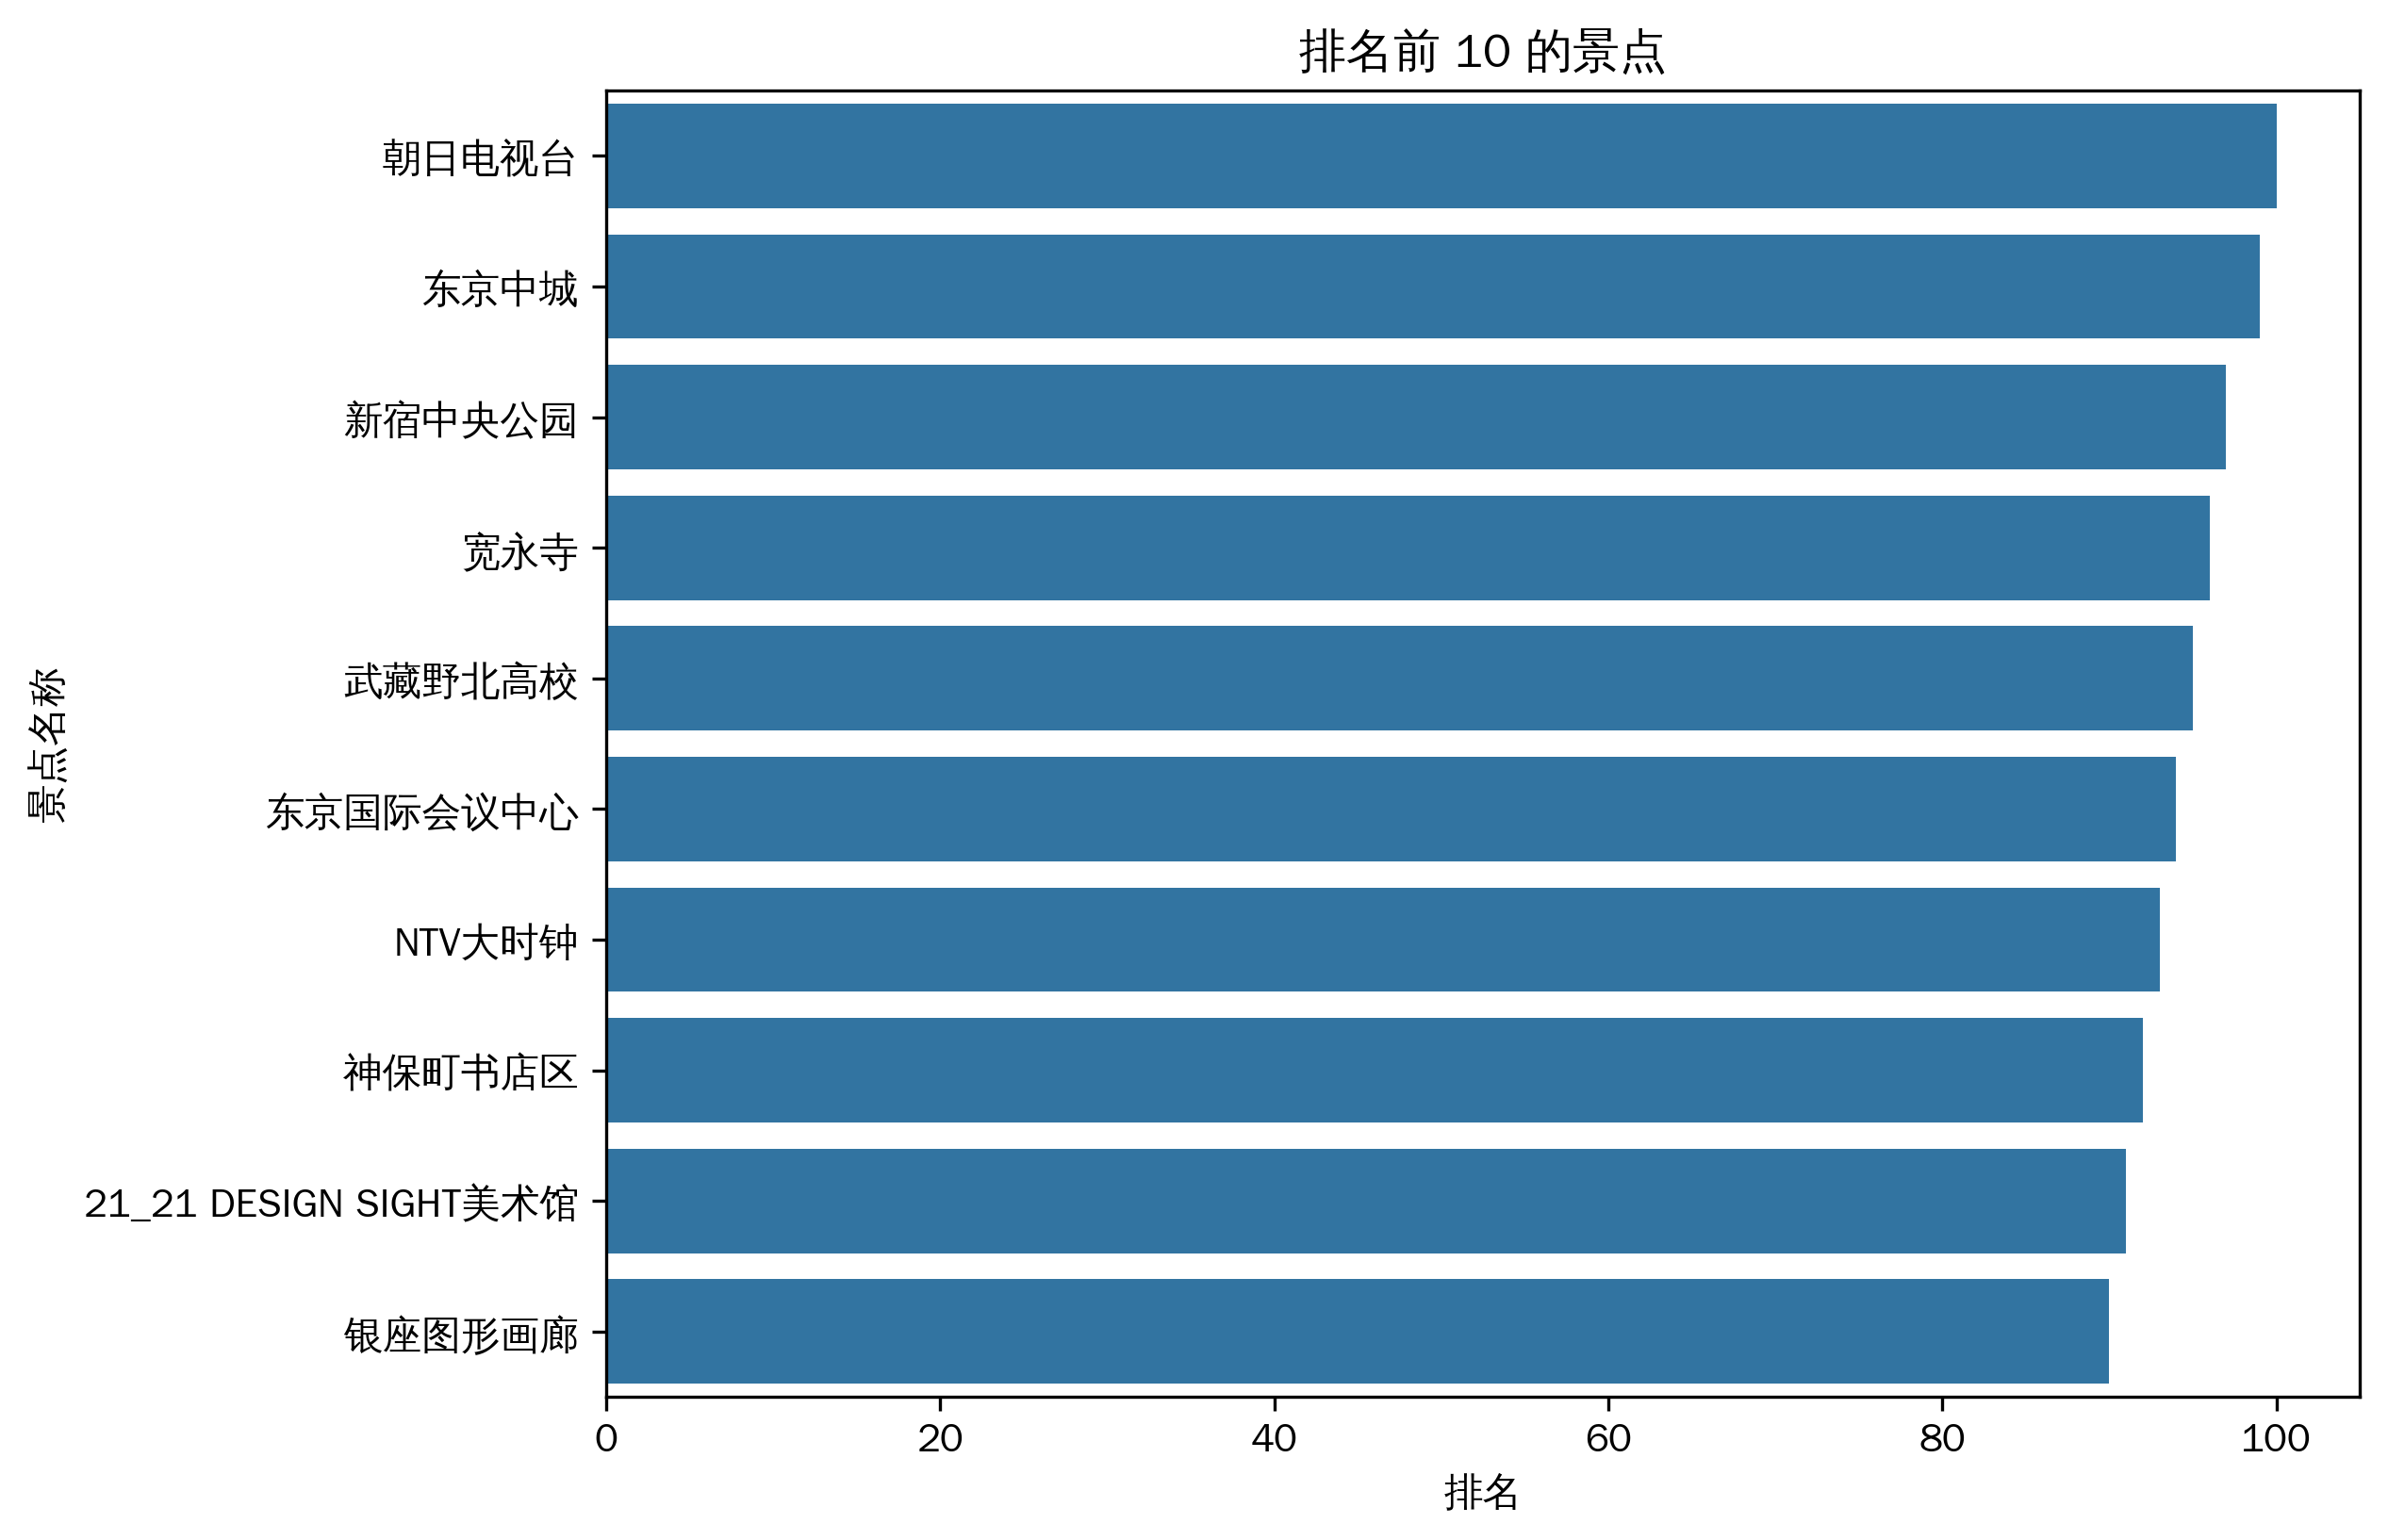 排名前 10 的景点
景点名称
朝日电视台
东京中城
新宿中央公园
宽永寺
武藏野北高校
东京国际会议中心
NTV大时钟
神保町书店区
21_21 DESIGN SIGHT美术馆
银座图形画廊
0 20 40 60 80 100
排名